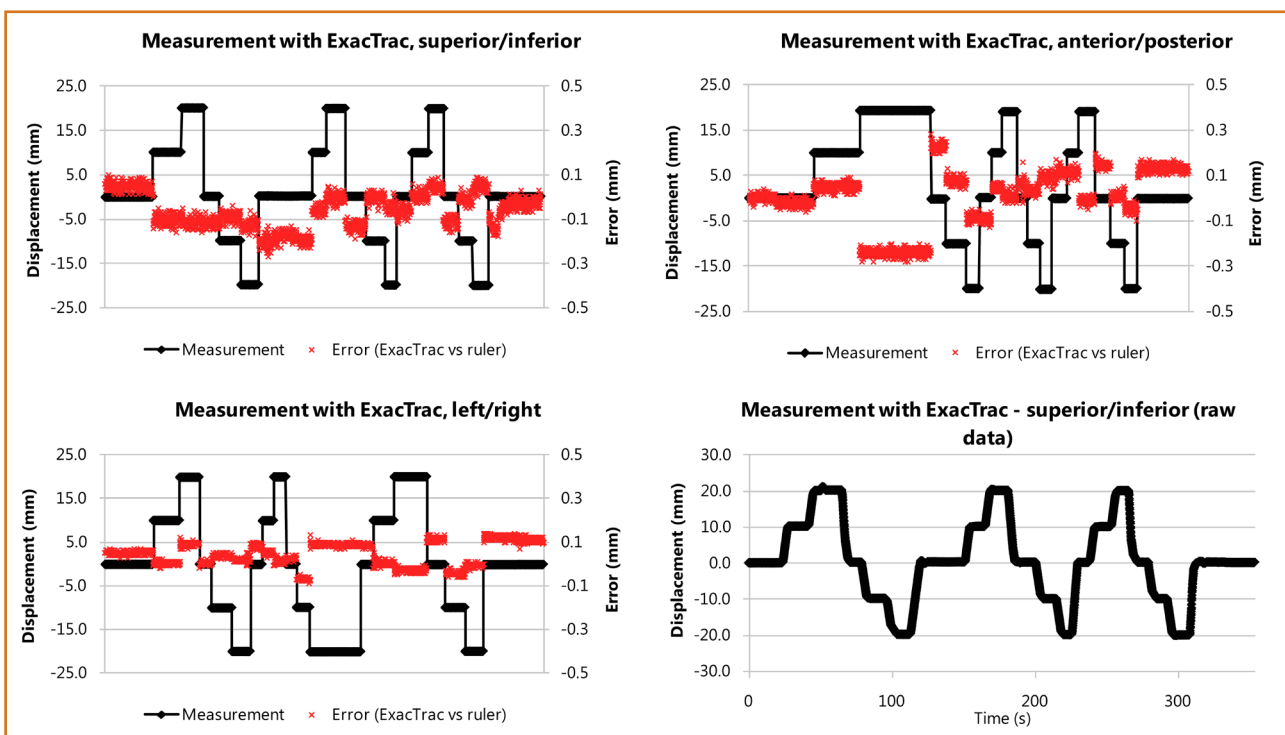 Measurement with ExacTrac, superior/inferior
25.0
15.0
5.0
-5.0
-15.0
-25.0
Displacement (mm)
0.5
0.3
0.1
-0.1
-0.3
-0.5
Error (mm)
Measurement
Error (ExacTrac vs ruler)
Measurement with ExacTrac, anterior/posterior
25.0
15.0
5.0
-5.0
-15.0
-25.0
Displacement (mm)
0.5
0.3
0.1
-0.1
-0.3
-0.5
Error (mm)
Measurement
Error (ExacTrac vs ruler)
Measurement with ExacTrac, left/right
25.0
15.0
5.0
-5.0
-15.0
-25.0
Displacement (mm)
0.5
0.3
0.1
-0.1
-0.3
-0.5
Error (mm)
Measurement
Error (ExacTrac vs ruler)
Measurement with ExacTrac - superior/inferior (raw
data)
30.0
20.0
10.0
0.0
-10.0
-20.0
-30.0
Displacement (mm)
0
100
200
300
Time (s)